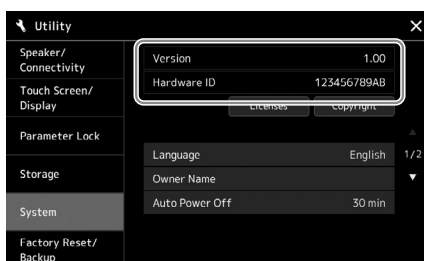 Utility
Speaker/
Connectivity
Touch Screen/
Display
Parameter Lock
Storage
System
Factory Reset/
Backup
Version 1.00
Hardware ID 123456789AB
Licenses Copyright
Language English
Owner Name
Auto Power Off 30 min
1/2